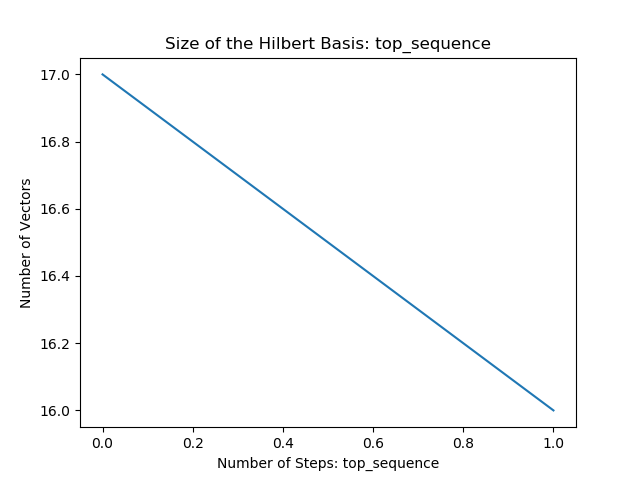 Size of the Hilbert Basis: top_sequence
Number of Vectors
17.0
16.8
16.6
16.4
16.2
16.0
0.0 0.2 0.4 0.6 0.8 1.0
Number of Steps: top_sequence